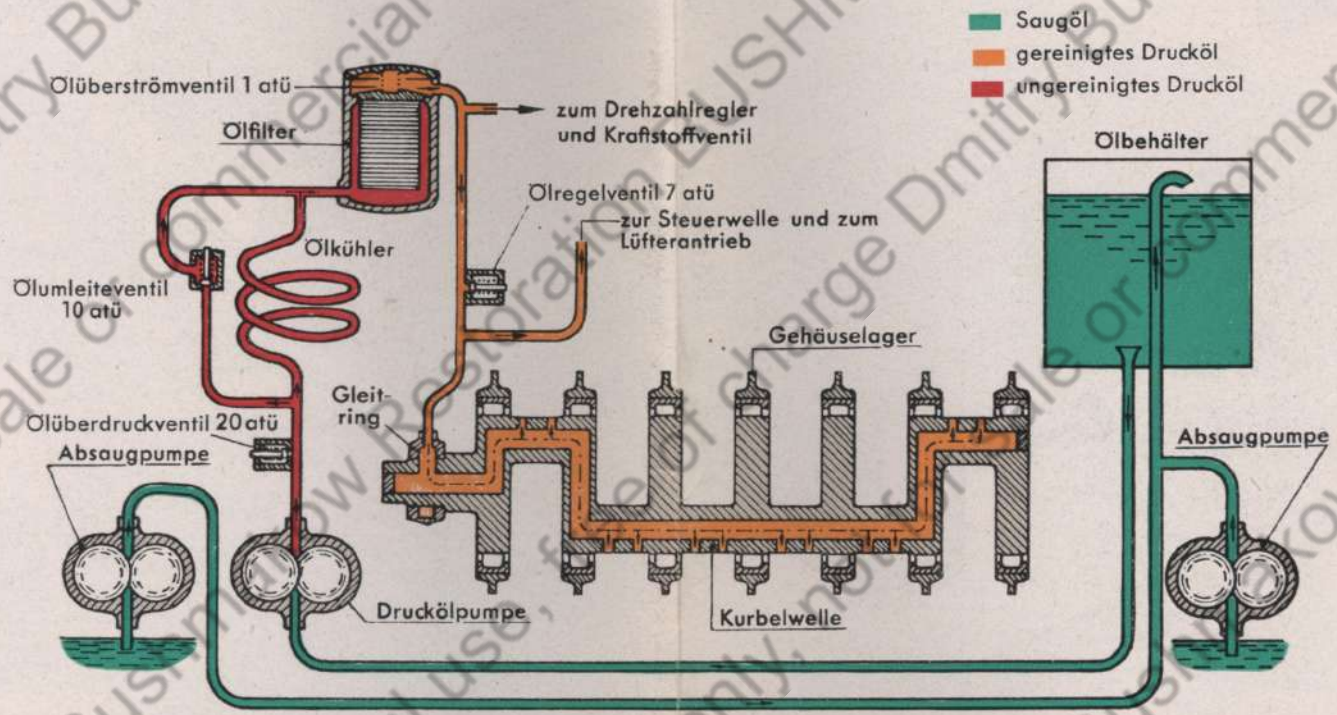 Saugöl
gereinigtes Drucköl
ungereinigtes Drucköl
Ölüberströmventil 1 atü
zum Drehzahlregler
und Kraftstoffventil
Ölfilter
Ölbehälter
Ölregelventil 7 atü
zur Steuerwelle und zum
Lüfterantrieb
Ölkühler
Ölumleiteventil
10 atü
Gehäuselager
Gleit-
ring
Ölüberdruckventil 20 atü
Absaugpumpe
Absaugpumpe
Druckölpumpe
Kurbelwelle